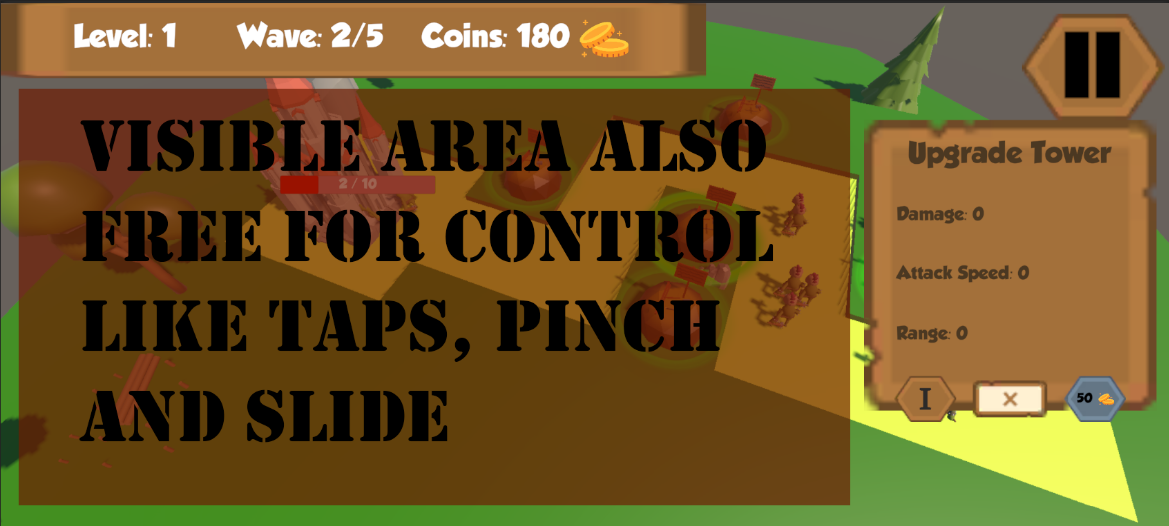 Level: 1 Wave: 2/5 Coins: 180
VISIBLE AREA ALSO
FREE FOR CONTROL
LIKE TAPS, PINCH
AND SLIDE
2 / 10
Upgrade Tower
Damage: 0
Attack Speed: 0
Range: 0
I × 50